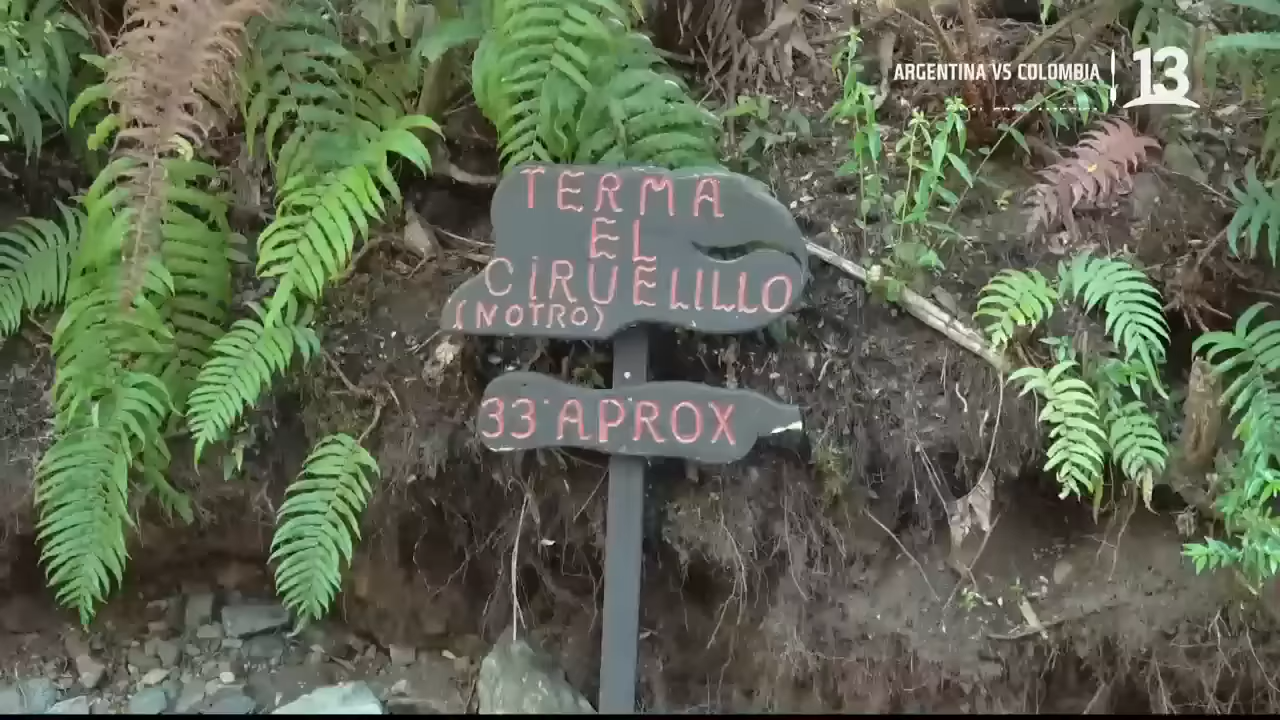 ARGENTINA VS COLOMBIA | 13
TERMA
EL
CIRUELILLO
(NOTRO)
33° APROX